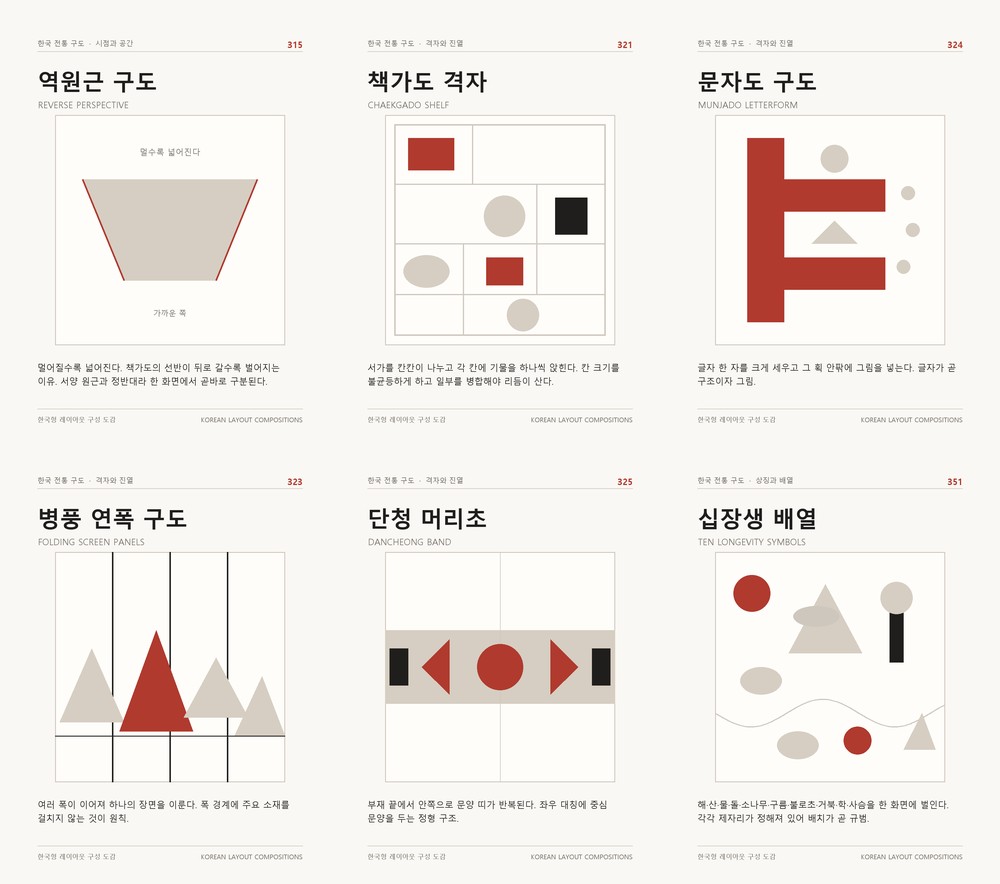 한국 전통 구도 · 시점과 공간 315
역원근 구도
REVERSE PERSPECTIVE
멀수록 넓어진다
가까운 쪽
멀어질수록 넓어진다. 책가도의 선반이 뒤로 갈수록 벌어지는
이유. 서양 원근과 정반대라 한 화면에서 곧바로 구분된다.
한국형 레이아웃 구성 도감 KOREAN LAYOUT COMPOSITIONS
한국 전통 구도 · 격자와 진열 321
책가도 격자
CHAEKGADO SHELF
서가를 칸칸이 나누고 각 칸에 기물을 하나씩 앉힌다. 칸 크기를
불균등하게 하고 일부를 병합해야 리듬이 산다.
한국형 레이아웃 구성 도감 KOREAN LAYOUT COMPOSITIONS
한국 전통 구도 · 격자와 진열 324
문자도 구도
MUNJADO LETTERFORM
글자 한 자를 크게 세우고 그 획 안팎에 그림을 넣는다. 글자가 곧
구조이자 그림.
한국형 레이아웃 구성 도감 KOREAN LAYOUT COMPOSITIONS
한국 전통 구도 · 격자와 진열 323
병풍 연폭 구도
FOLDING SCREEN PANELS
여러 폭이 이어져 하나의 장면을 이룬다. 폭 경계에 주요 소재를
걸치지 않는 것이 원칙.
한국형 레이아웃 구성 도감 KOREAN LAYOUT COMPOSITIONS
한국 전통 구도 · 격자와 진열 325
단청 머리초
DANCHEONG BAND
부재 끝에서 안쪽으로 문양 띠가 반복된다. 좌우 대칭에 중심
문양을 두는 정형 구조.
한국형 레이아웃 구성 도감 KOREAN LAYOUT COMPOSITIONS
한국 전통 구도 · 상징과 배열 351
십장생 배열
TEN LONGEVITY SYMBOLS
해·산·물·돌·소나무·구름·불로초·거북·학·사슴을 한 화면에 벌인다.
각각 제자리가 정해져 있어 배치가 곧 규범.
한국형 레이아웃 구성 도감 KOREAN LAYOUT COMPOSITIONS